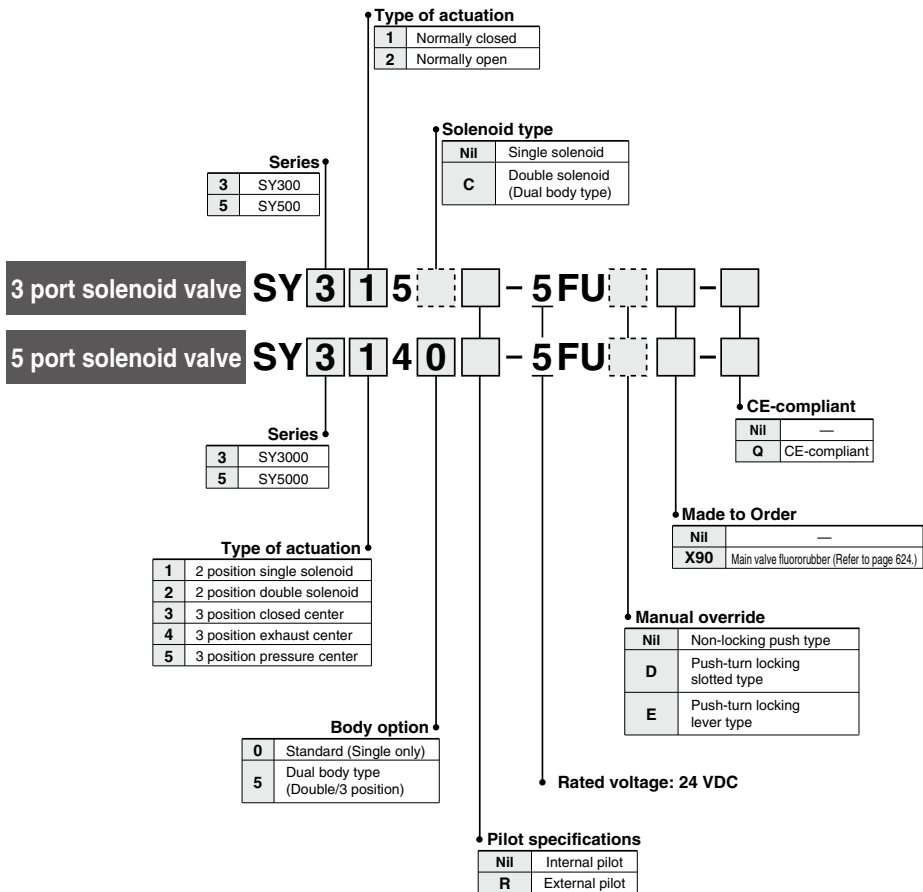 Type of actuation
1 Normally closed
2 Normally open
Solenoid type
Nil Single solenoid
C Double solenoid
(Dual body type)
Series
3 SY300
5 SY500
3 port solenoid valve SY 3 1 5 – 5 FU –
5 port solenoid valve SY 3 1 4 0 – 5 FU –
CE-compliant
Nil —
Q CE-compliant
Series
3 SY3000
5 SY5000
Made to Order
Nil —
X90 Main valve fluororubber (Refer to page 624.)
Type of actuation
1 2 position single solenoid
2 2 position double solenoid
3 3 position closed center
4 3 position exhaust center
5 3 position pressure center
Manual override
Nil Non-locking push type
D Push-turn locking
slotted type
E Push-turn locking
lever type
Body option
0 Standard (Single only)
5 Dual body type
(Double/3 position)
Rated voltage: 24 VDC
Pilot specifications
Nil Internal pilot
R External pilot